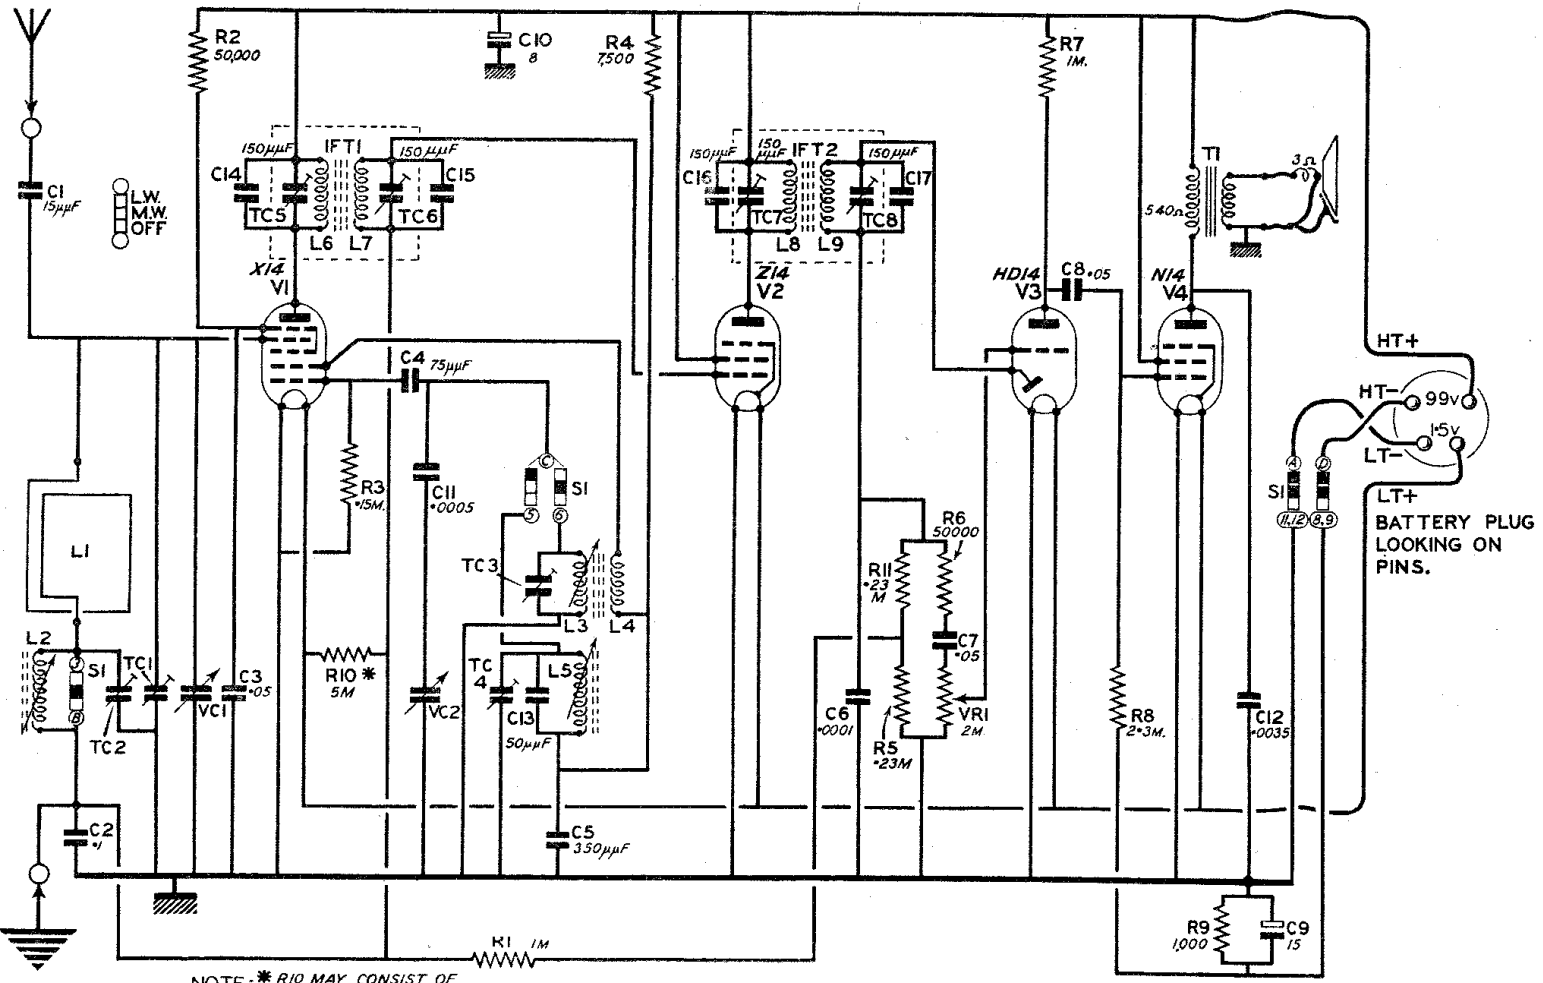 R2
50,000
C10
8
R4
7,500
R7
1M.
C1
15μμF
L.W.
M.W.
OFF
150μμF
IFT1
150μμF
C14
C15
TC5
TC6
L6
L7
150μμF
150
μμF
IFT2
150μμF
C16
C17
TC7
TC8
L8
L9
T1
3Ω
540Ω
X14
V1
Z14
V2
HD14
V3
C8
.05
N14
V4
C4
75μμF
HT+
HT-
99v
1.5v
LT-
LT+
BATTERY PLUG
LOOKING ON
PINS.
A
D
S1
11,12
8,9
R3
.15M.
C11
.0005
C
S1
5
6
L1
TC3
L3
L4
R6
50000
R11
.23
M
C7
.05
L2
J
S1
B
TC1
TC2
VC1
C3
.05
R10 *
5M
VC2
TC
4
C13
50μμF
L5
C6
.0001
R5
.23M
VR1
2M
R8
2.3M.
C12
.0035
C2
.1
C5
350μμF
R1
1M
R9
1,000
C9
15
NOTE:* R10 MAY CONSIST OF